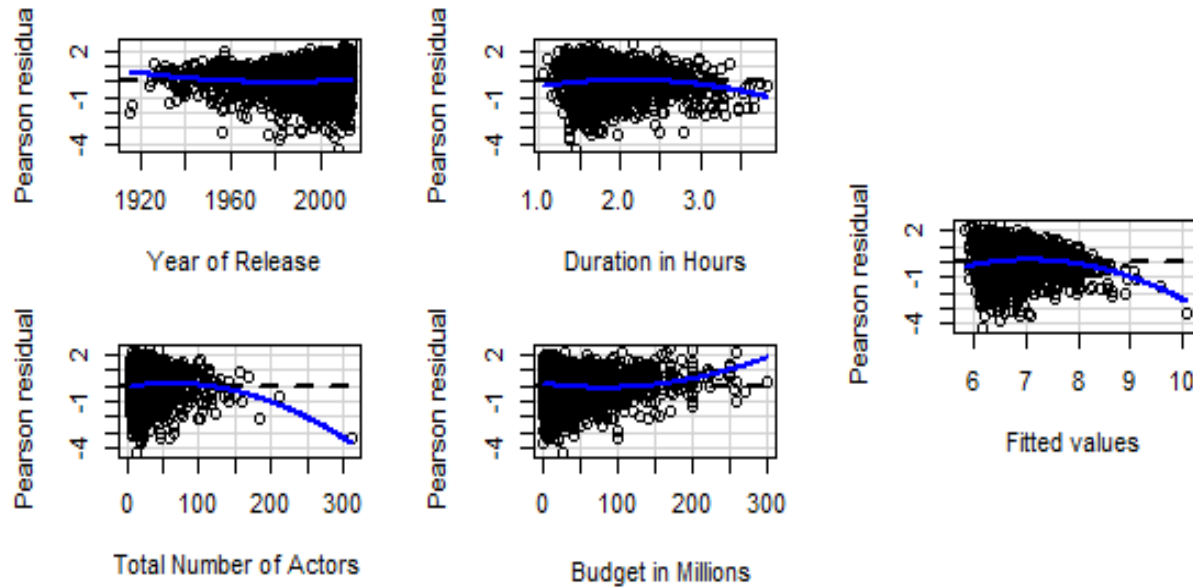 Pearson residua
2
-1
-4
1920 1960 2000
Year of Release
Pearson residua
2
-1
-4
1.0 2.0 3.0
Duration in Hours
Pearson residual
2
-1
-4
6 7 8 9 10
Fitted values
Pearson residual
2
-1
-4
0 100 200 300
Total Number of Actors
Pearson residual
2
-1
-4
0 100 200 300
Budget in Millions